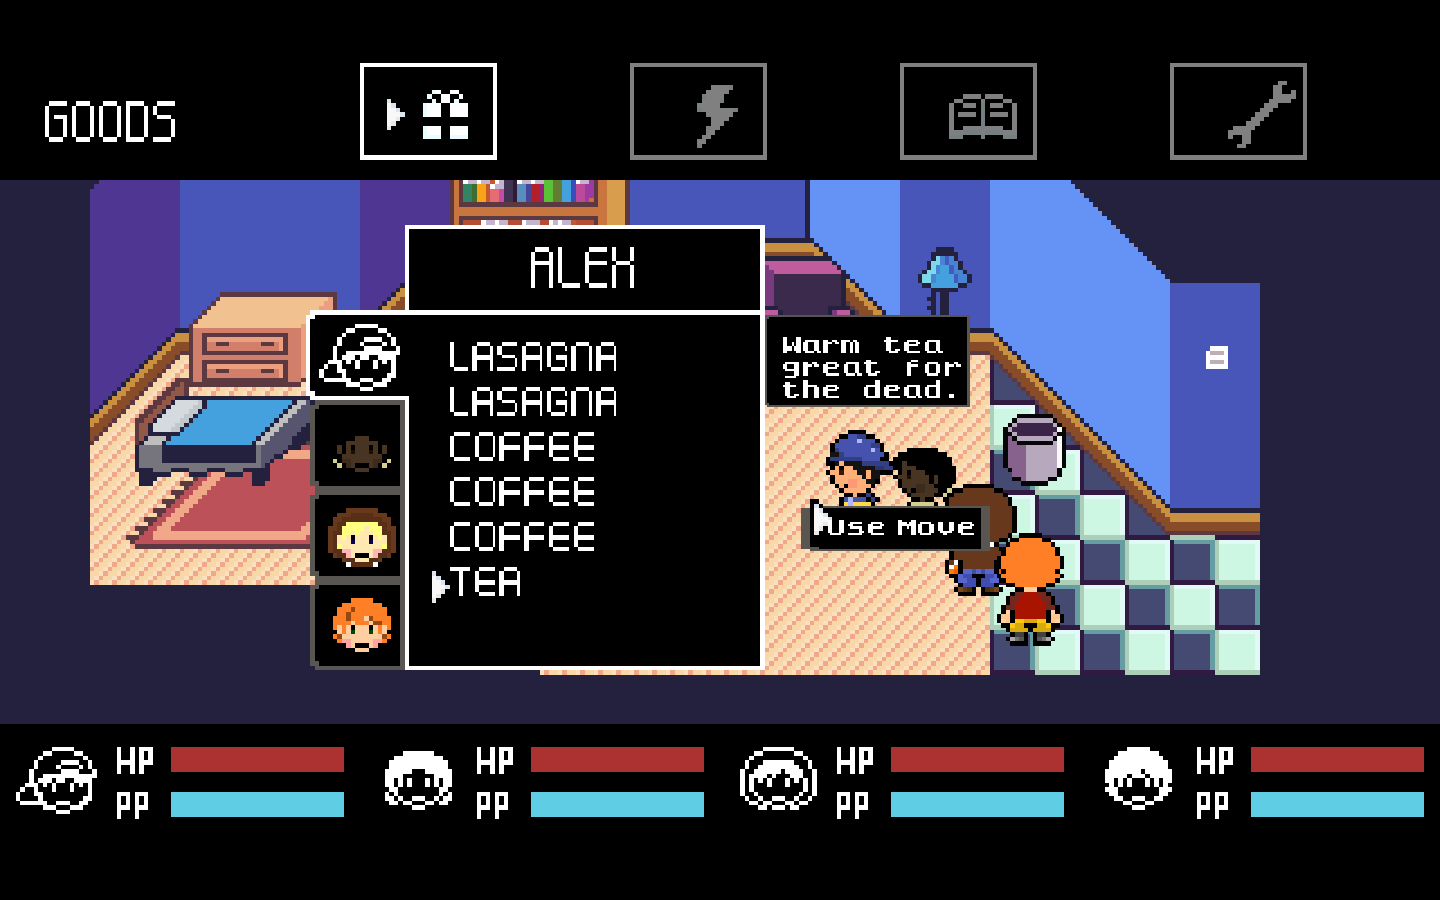 GOODS
ALEX
LASAGNA
LASAGNA
COFFEE
COFFEE
COFFEE
TEA
Warm tea
great for
the dead.
Use Move
HP
PP
HP
PP
HP
PP
HP
PP